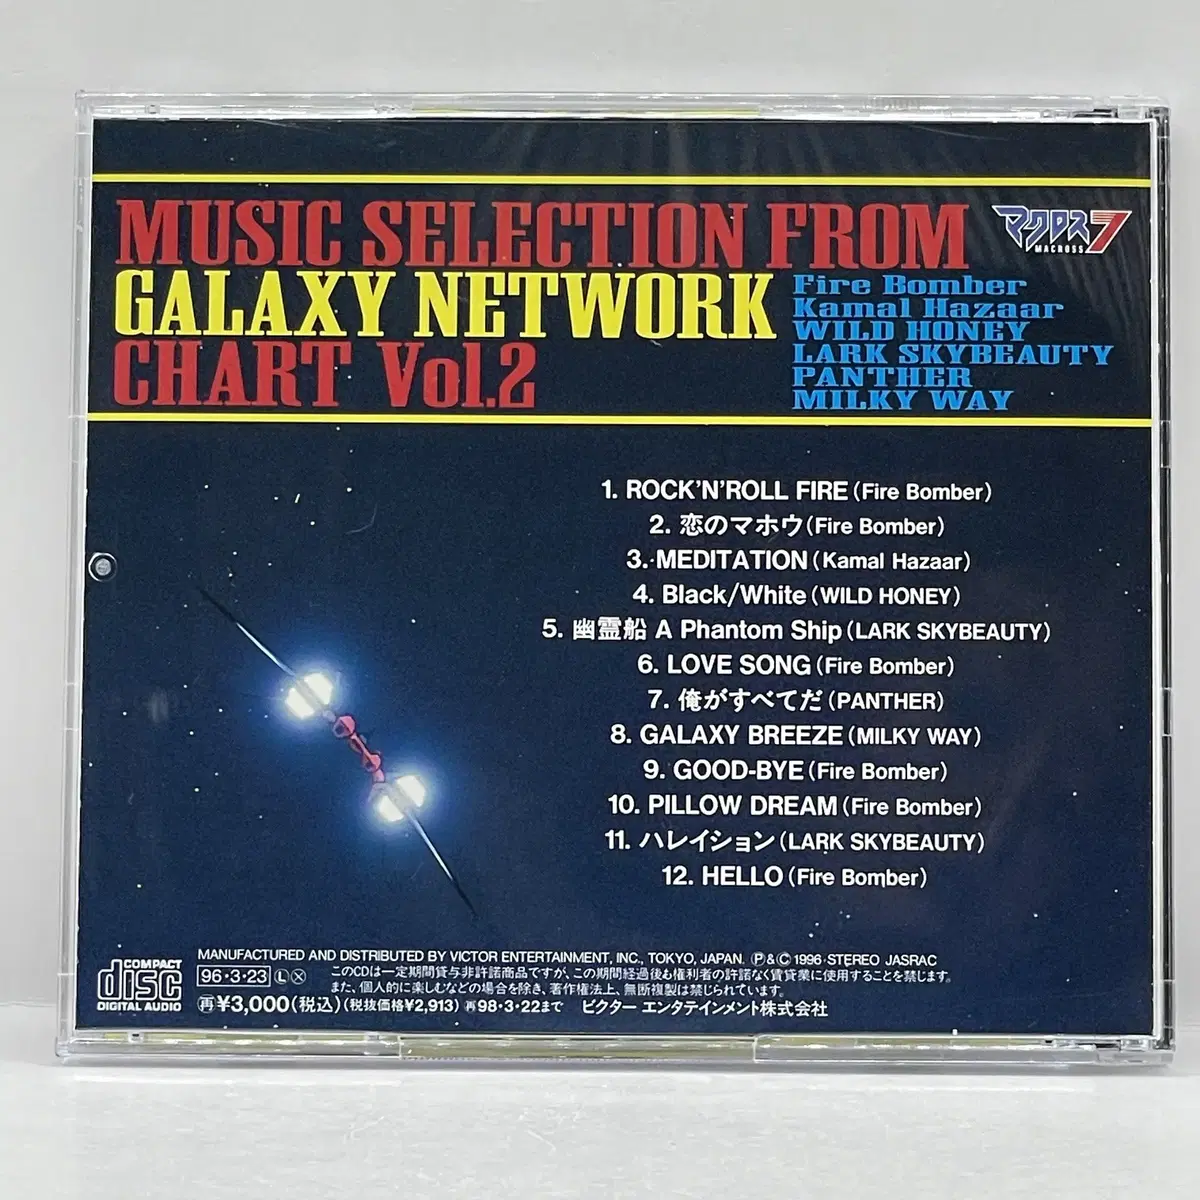 MUSIC SELECTION FROM
GALAXY NETWORK
CHART Vol.2
マクロス7
MACROSS
Fire Bomber
Kamal Hazaar
WILD HONEY
LARK SKYBEAUTY
PANTHER
MILKY WAY
1. ROCK'N'ROLL FIRE (Fire Bomber)
2. 恋のマホウ (Fire Bomber)
3. MEDITATION (Kamal Hazaar)
4. Black/White (WILD HONEY)
5. 幽霊船 A Phantom Ship (LARK SKYBEAUTY)
6. LOVE SONG (Fire Bomber)
7. 俺がすべてだ (PANTHER)
8. GALAXY BREEZE (MILKY WAY)
9. GOOD-BYE (Fire Bomber)
10. PILLOW DREAM (Fire Bomber)
11. ハレイション (LARK SKYBEAUTY)
12. HELLO (Fire Bomber)
MANUFACTURED AND DISTRIBUTED BY VICTOR ENTERTAINMENT, INC., TOKYO, JAPAN. Ⓟ&Ⓒ1996・STEREO JASRAC
COMPACT
disc
DIGITAL AUDIO
96・3・23 Ⓛ Ⓧ このCDは一定期間貸与非許諾商品ですが、この期間経過後も権利者の許諾なく賃貸業に使用することを禁じます。
また、個人的に楽しむなどの場合を除き、著作権法上、無断複製は禁じられています。
再¥3,000(税込) (税抜価格¥2,913) 再98・3・22まで ビクター エンタテインメント株式会社